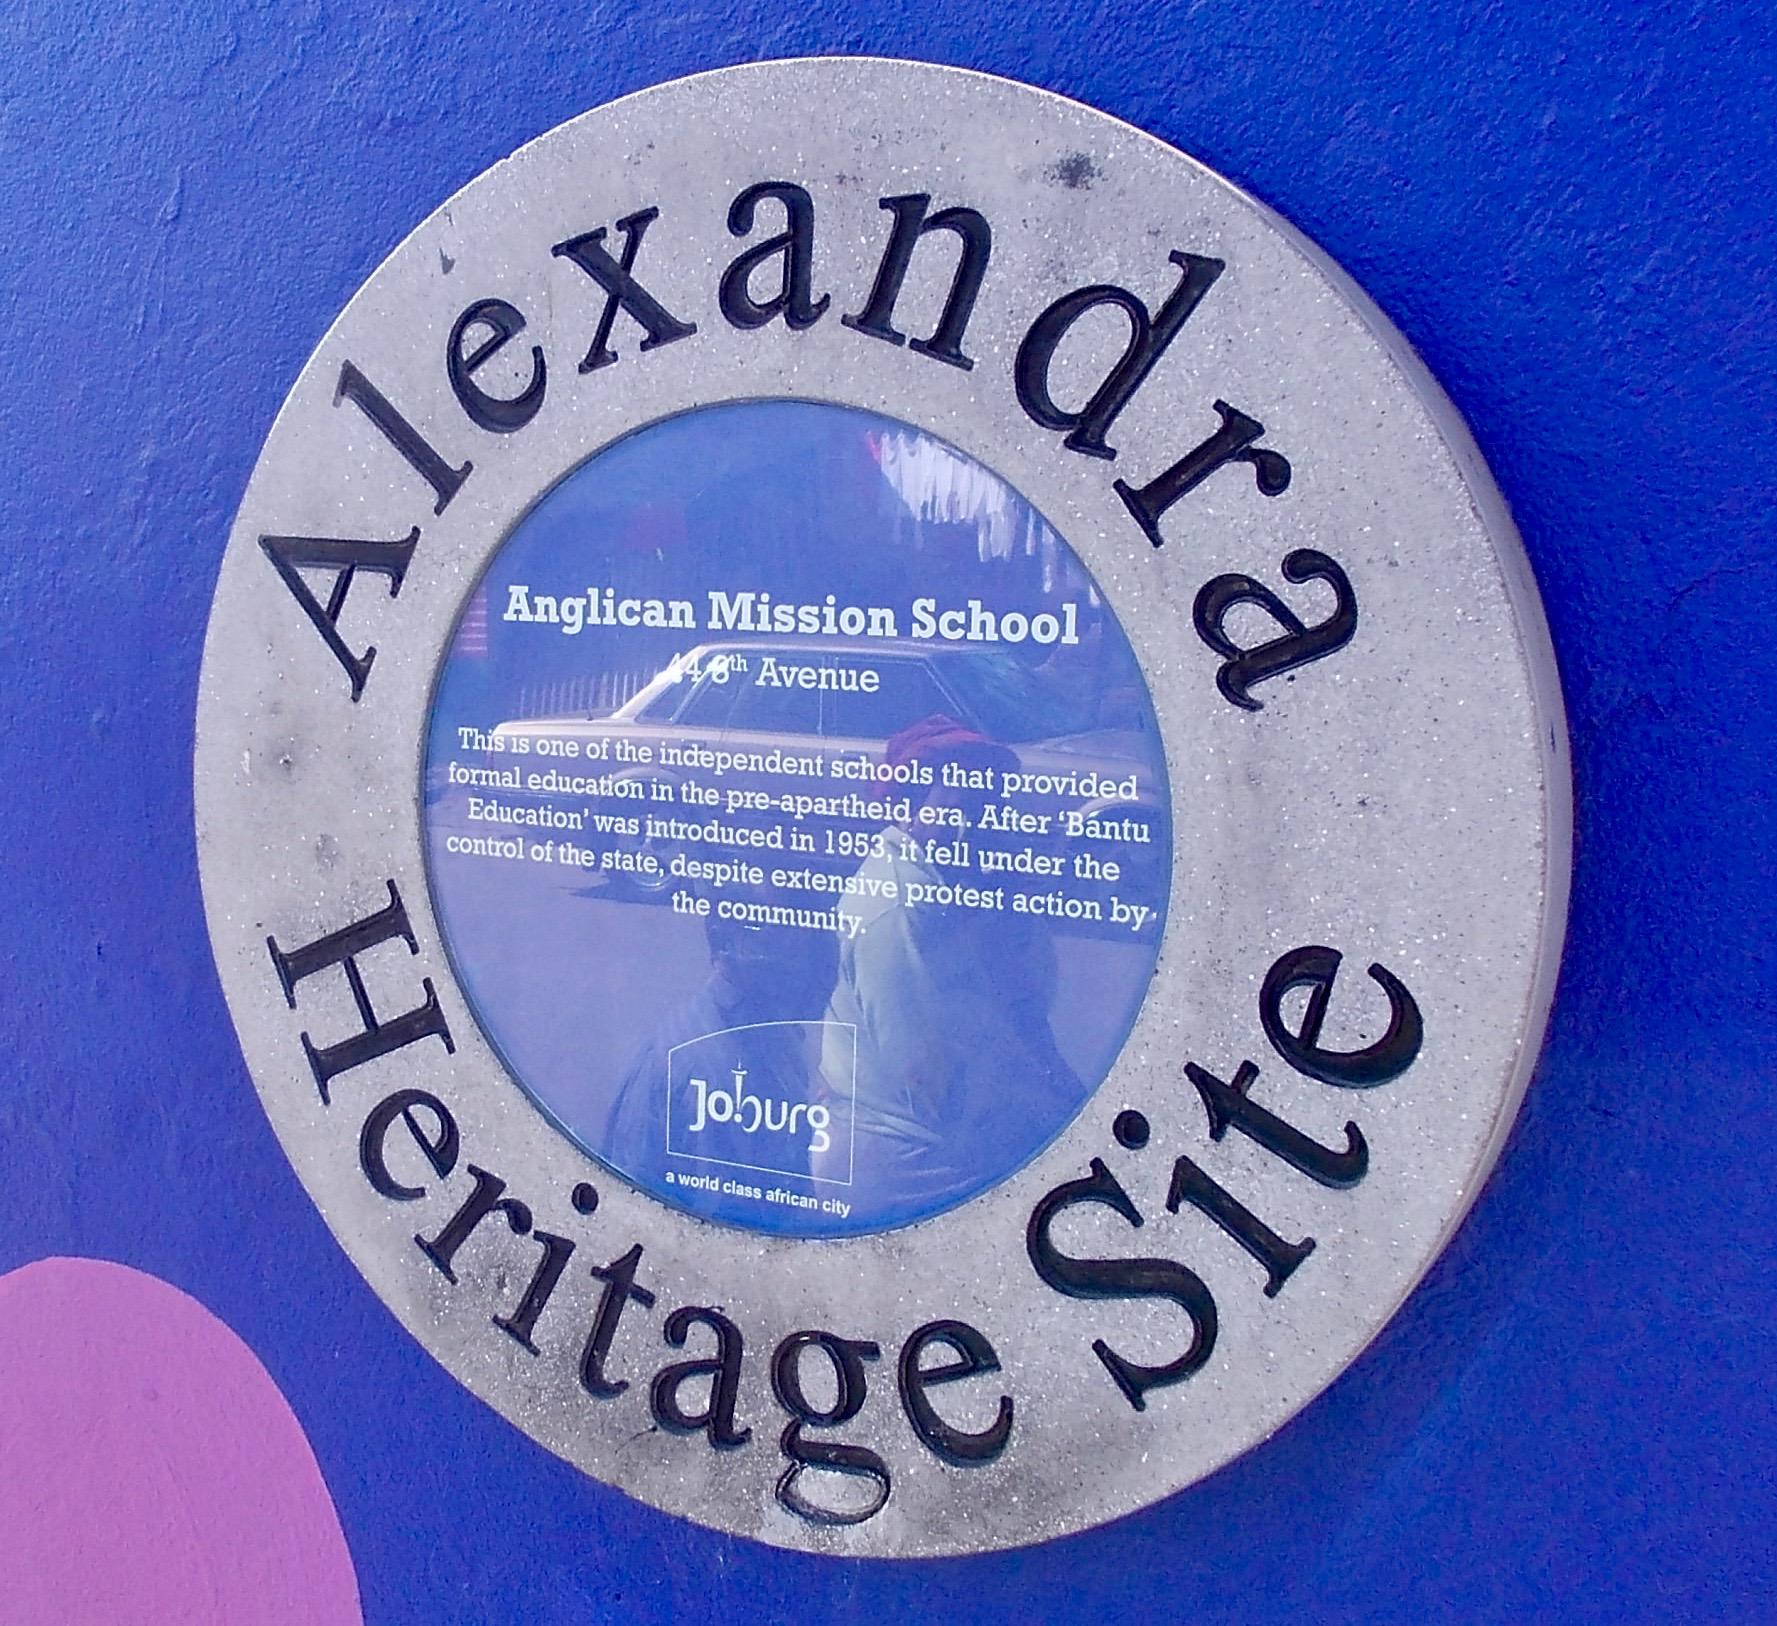 Alexandra
Anglican Mission School
44 8th Avenue
This is one of the independent schools that provided
formal education in the pre-apartheid era. After ‘Bantu
Education’ was introduced in 1953, it fell under the
control of the state, despite extensive protest action by
the community.
Joburg
a world class african city
Heritage Site